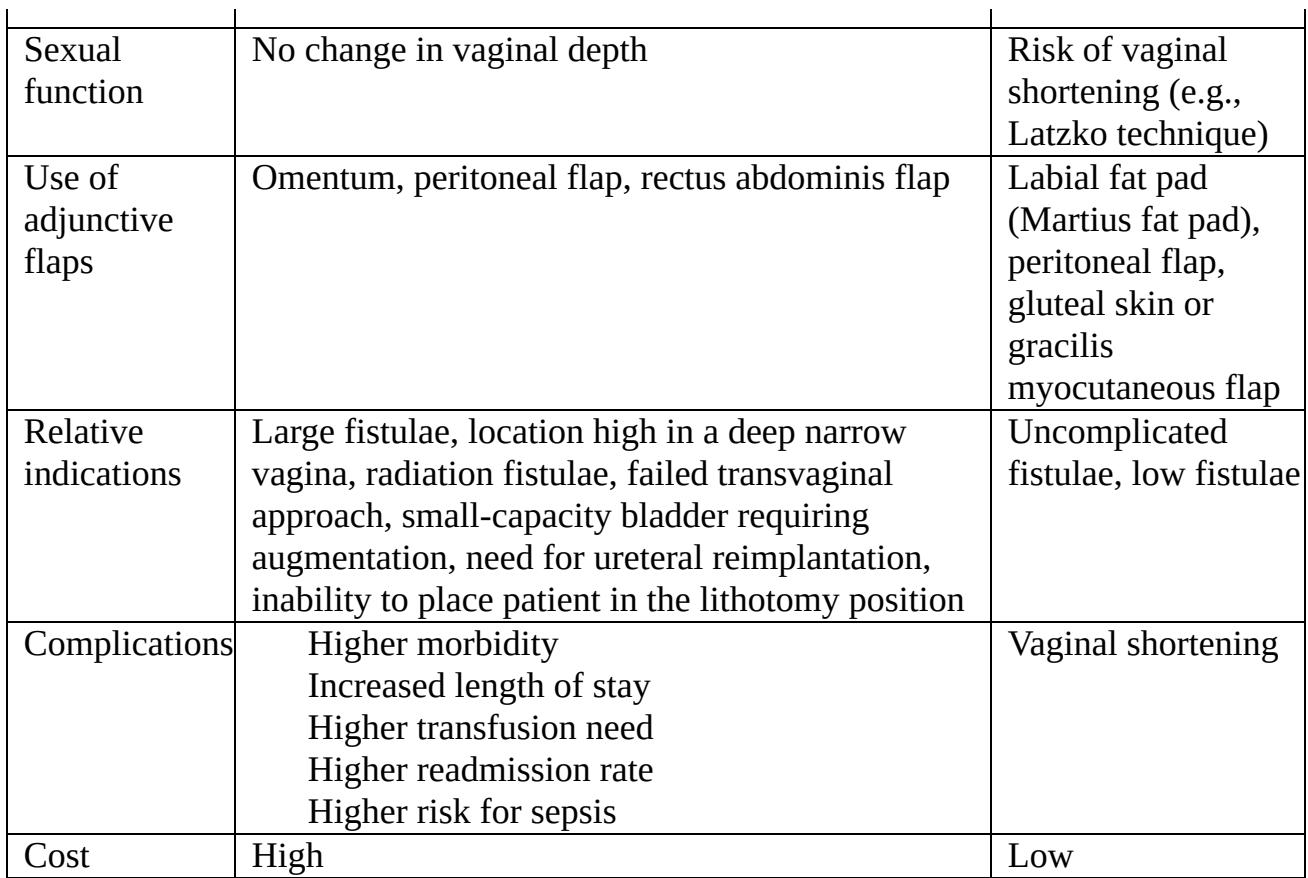 Sexual
function
No change in vaginal depth
Risk of vaginal
shortening (e.g.,
Latzko technique)
Use of
adjunctive
flaps
Omentum, peritoneal flap, rectus abdominis flap
Labial fat pad
(Martius fat pad),
peritoneal flap,
gluteal skin or
gracilis
myocutaneous flap
Relative
indications
Large fistulae, location high in a deep narrow
vagina, radiation fistulae, failed transvaginal
approach, small-capacity bladder requiring
augmentation, need for ureteral reimplantation,
inability to place patient in the lithotomy position
Uncomplicated
fistulae, low fistulae
Complications
Higher morbidity
Increased length of stay
Higher transfusion need
Higher readmission rate
Higher risk for sepsis
Vaginal shortening
Cost
High
Low